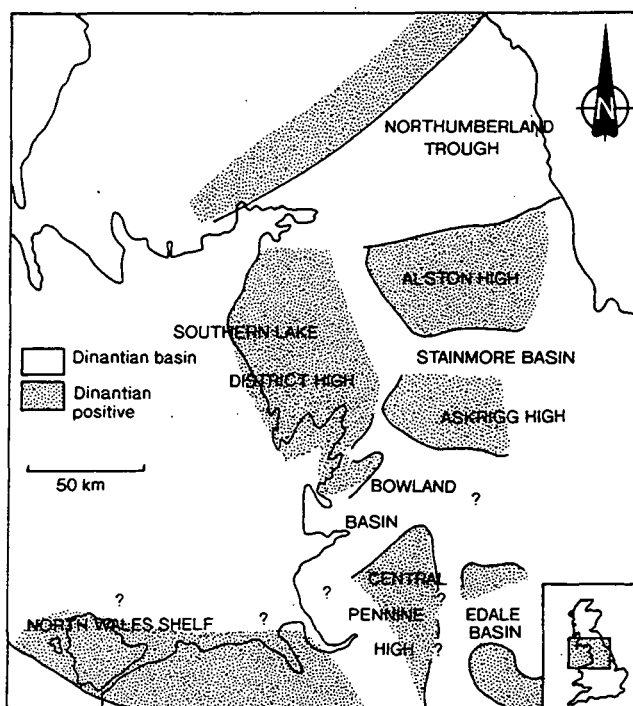 N
NORTHUMBERLAND
TROUGH
ALSTON HIGH
SOUTHERN LAKE
DISTRICT HIGH
STAINMORE BASIN
Dinantian basin
Dinantian
positive
ASKRIGG HIGH
50 km
BOWLAND
?
BASIN
CENTRAL
?
?
?
?
NORTH WALES SHELF
PENNINE
HIGH
?
EDALE
BASIN